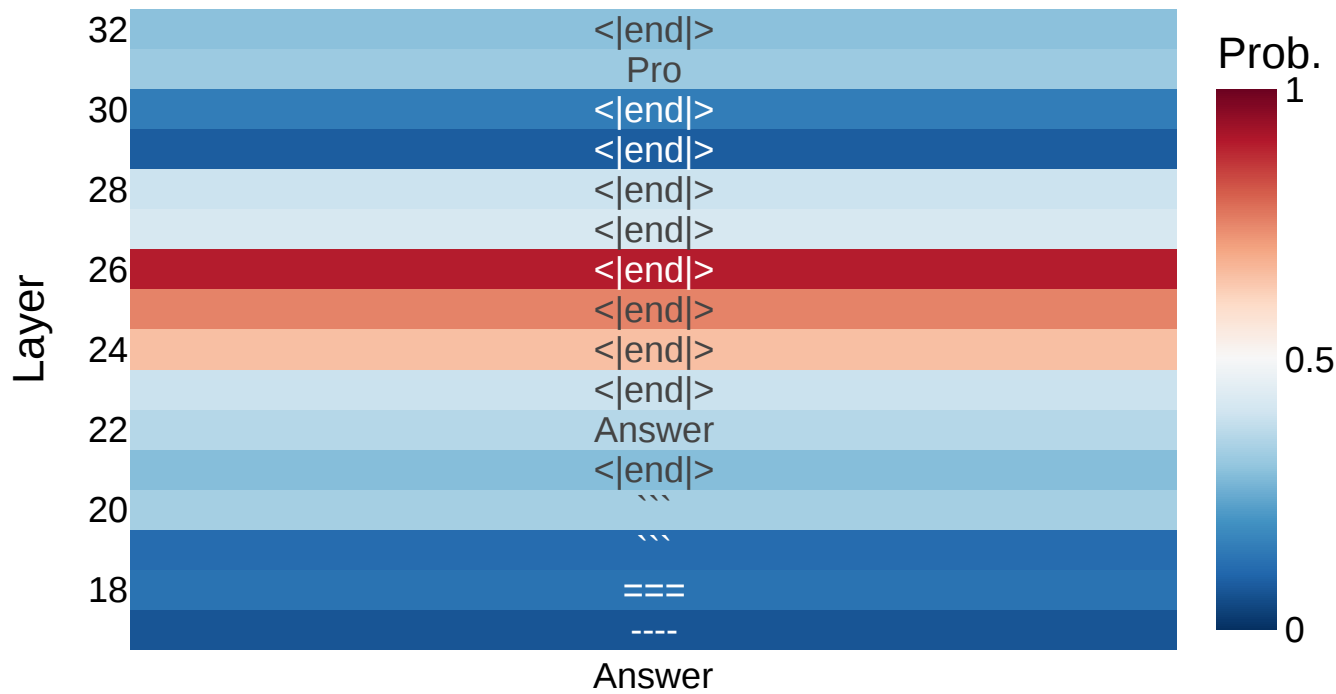 Prob.
32 <|end|>
Pro
1
30 <|end|>
<|end|>
28 <|end|>
<|end|>
26 <|end|>
<|end|>
Layer
24 <|end|>
0.5
<|end|>
22 Answer
<|end|>
20 ```
```
18 ===
----
0
Answer